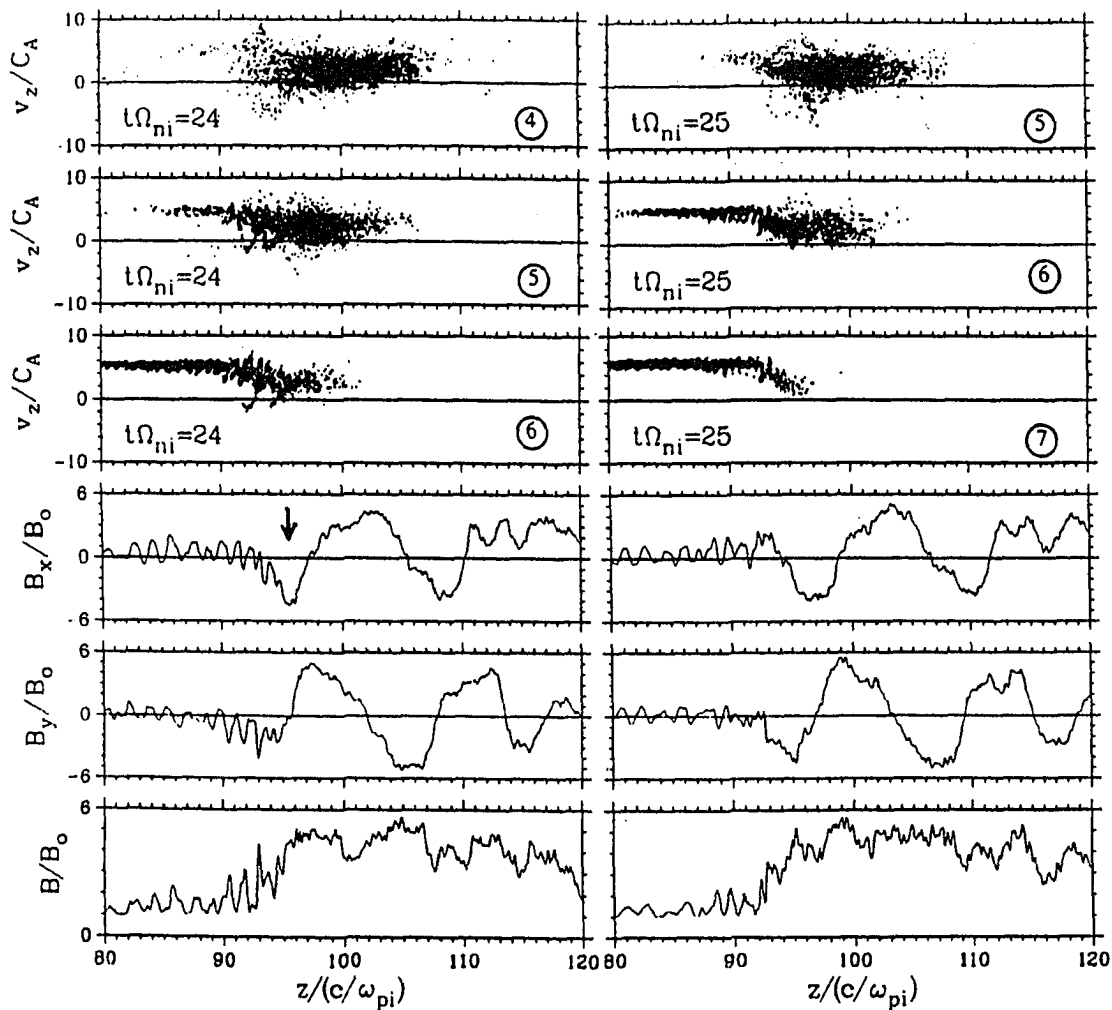 10
v_z/C_A
0
tΩ_ni=24
④
10
tΩ_ni=25
⑤
10
v_z/C_A
0
tΩ_ni=24
⑤
-10
tΩ_ni=25
⑥
10
v_z/C_A
0
tΩ_ni=24
⑥
-10
tΩ_ni=25
⑦
6
B_x/B_o
0
-6
6
B_y/B_o
0
-6
6
B/B_o
0
80 90 100 110 120
z/(c/ω_pi)
80 90 100 110 120
z/(c/ω_pi)